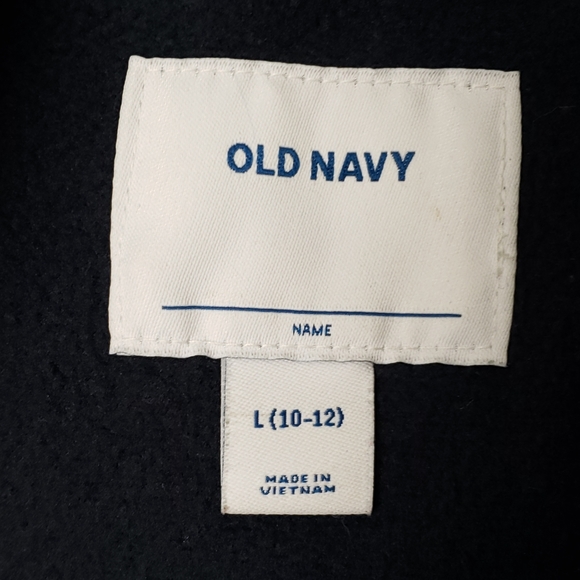 OLD NAVY
NAME
L (10-12)
MADE IN
VIETNAM